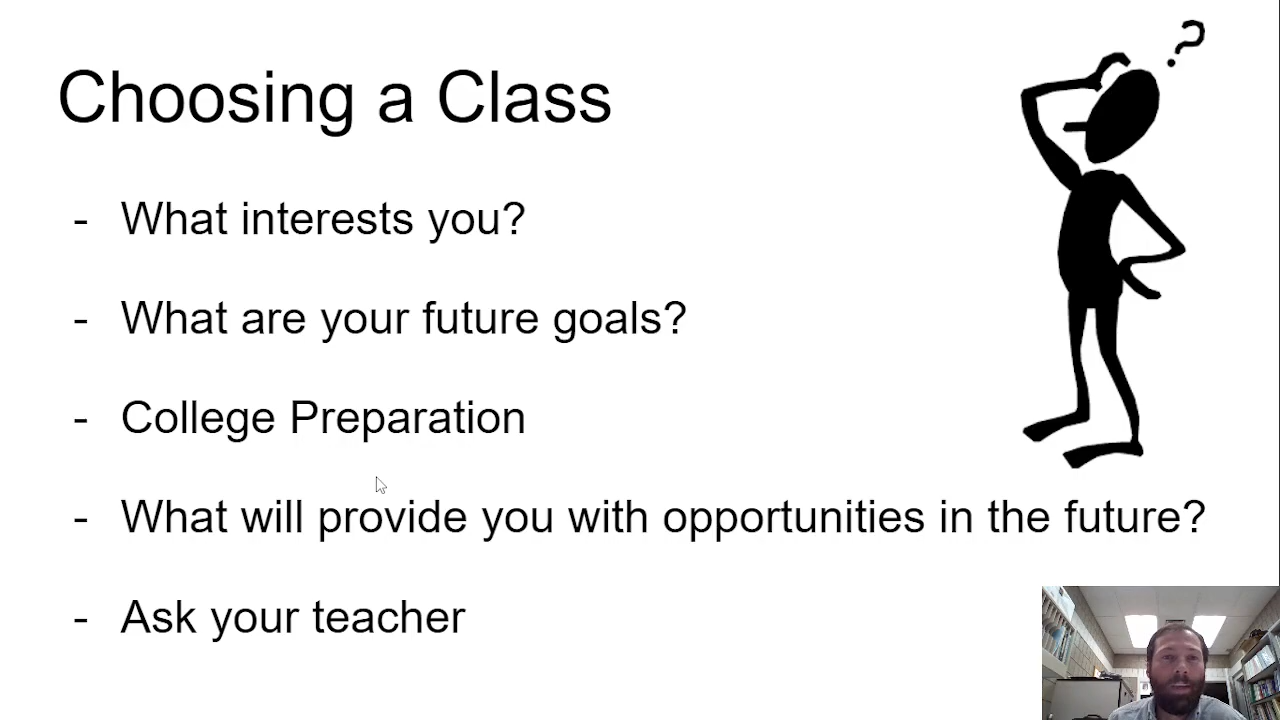 Choosing a Class
?
- What interests you?
- What are your future goals?
- College Preparation
- What will provide you with opportunities in the future?
- Ask your teacher